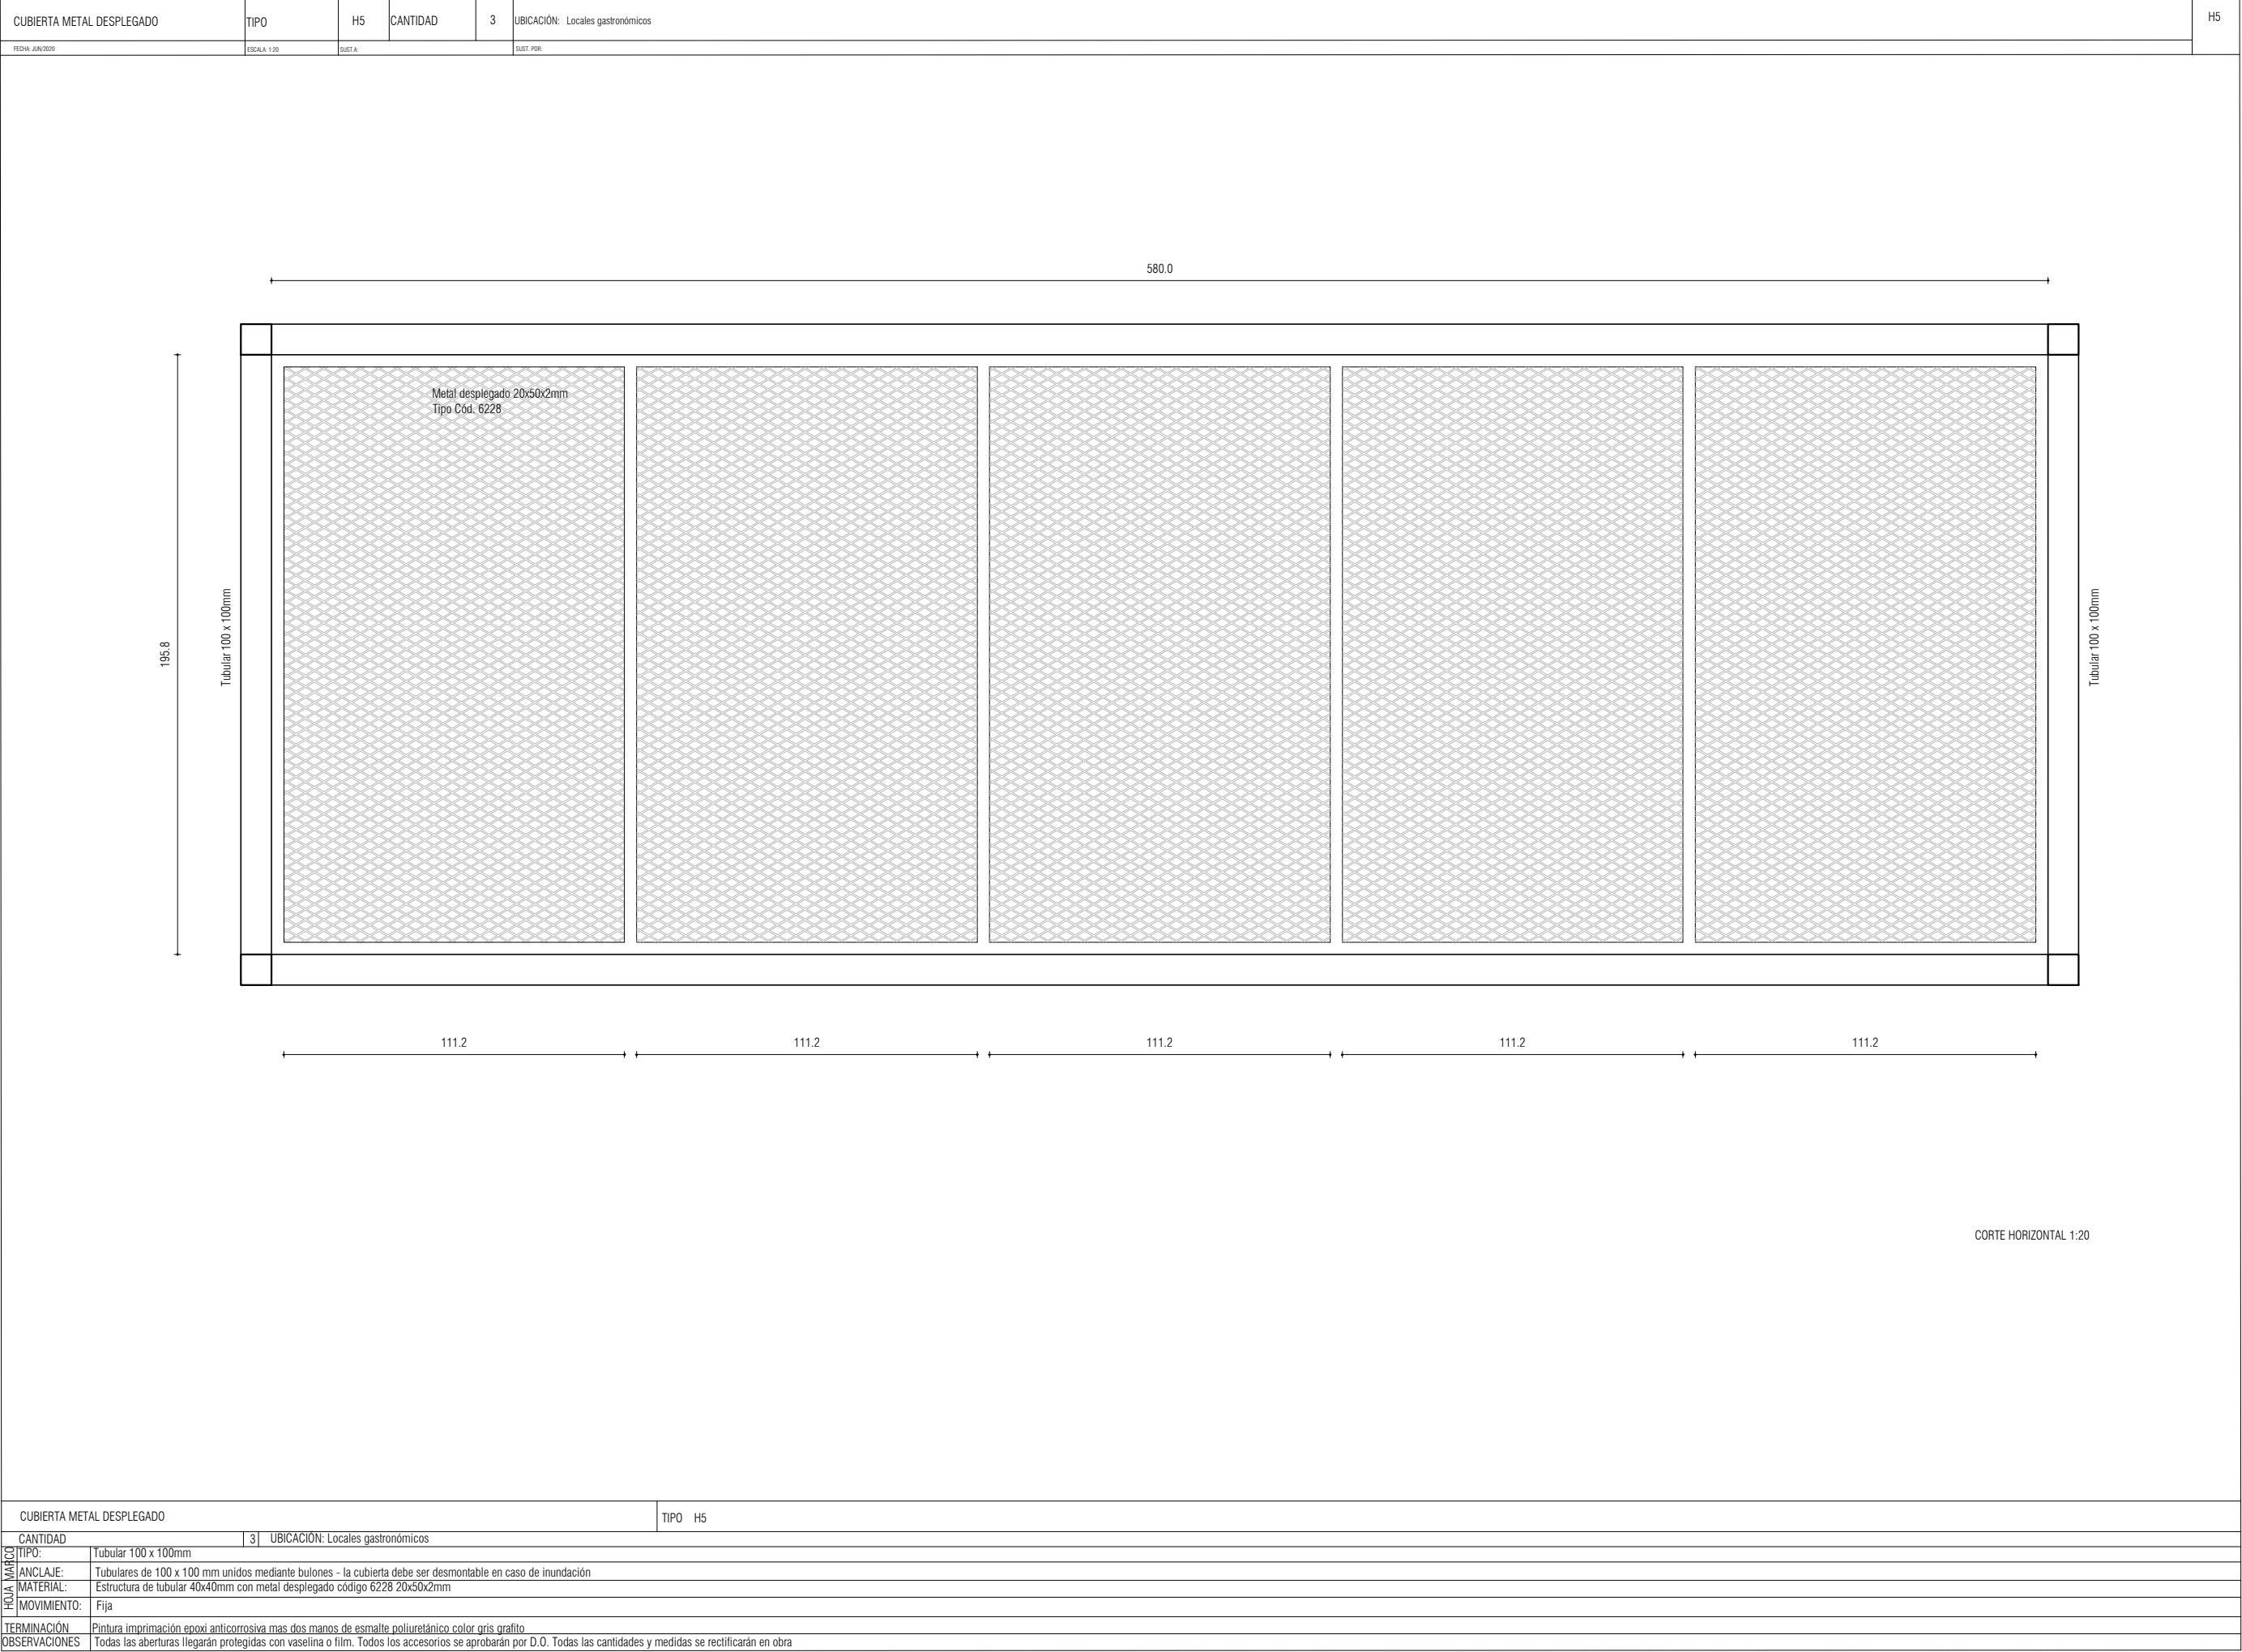 CUBIERTA METAL DESPLEGADO TIPO H5 CANTIDAD 3 UBICACIÓN: Locales gastronómicos H5
FECHA: JUN/2020 ESCALA: 1:20 SUST.A: SUST. POR:
580.0
Metal desplegado 20x50x2mm
Tipo Cód. 6228
195.8
Tubular 100 x 100mm
Tubular 100 x 100mm
111.2 111.2 111.2 111.2 111.2
CORTE HORIZONTAL 1:20
CUBIERTA METAL DESPLEGADO TIPO H5
CANTIDAD 3 UBICACIÓN: Locales gastronómicos
MARCO
TIPO: Tubular 100 x 100mm
ANCLAJE: Tubulares de 100 x 100 mm unidos mediante bulones - la cubierta debe ser desmontable en caso de inundación
HOJA
MATERIAL: Estructura de tubular 40x40mm con metal desplegado código 6228 20x50x2mm
MOVIMIENTO: Fija
TERMINACIÓN Pintura imprimación epoxi anticorrosiva mas dos manos de esmalte poliuretánico color gris grafito
OBSERVACIONES Todas las aberturas llegarán protegidas con vaselina o film. Todos los accesorios se aprobarán por D.O. Todas las cantidades y medidas se rectificarán en obra